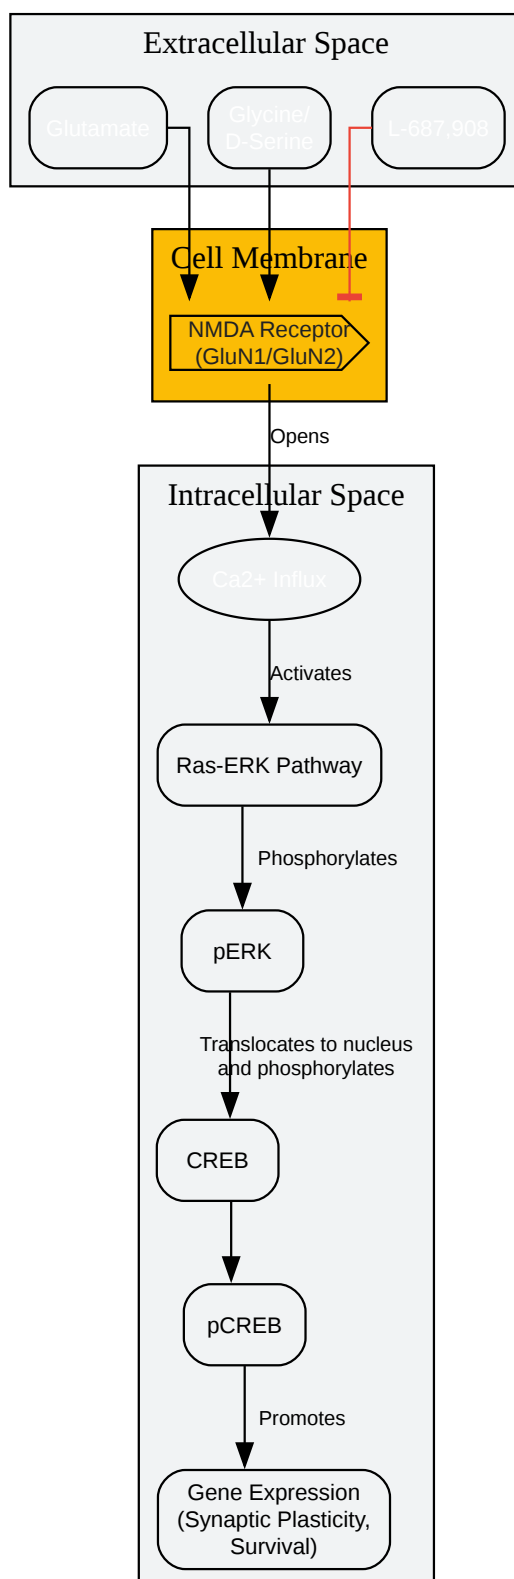 Extracellular Space
Glutamate
Glycine/
D-Serine
L-687,908
Cell Membrane
NMDA Receptor
(GluN1/GluN2)
Opens
Intracellular Space
Ca2+ Influx
Activates
Ras-ERK Pathway
Phosphorylates
pERK
Translocates to nucleus
and phosphorylates
CREB
pCREB
Promotes
Gene Expression
(Synaptic Plasticity,
Survival)